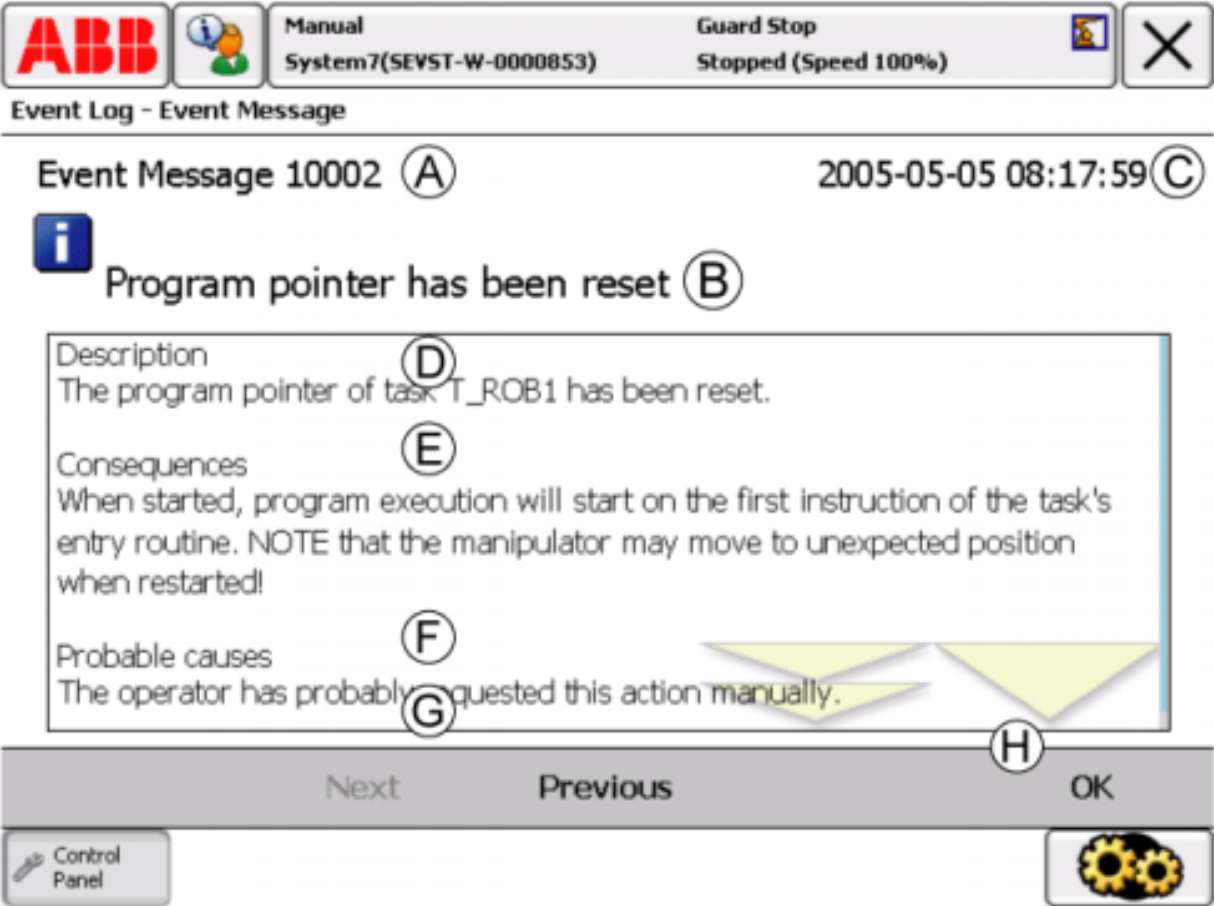 ABB
Manual
System7(SEVST-W-0000853)
Guard Stop
Stopped (Speed 100%)
Event Log - Event Message
Event Message 10002 A
2005-05-05 08:17:59 C
i
Program pointer has been reset B
Description D
The program pointer of task T_ROB1 has been reset.
E
Consequences
When started, program execution will start on the first instruction of the task's
entry routine. NOTE that the manipulator may move to unexpected position
when restarted!
F
Probable causes
The operator has probably requested this action manually.
G
H
Next Previous OK
Control
Panel